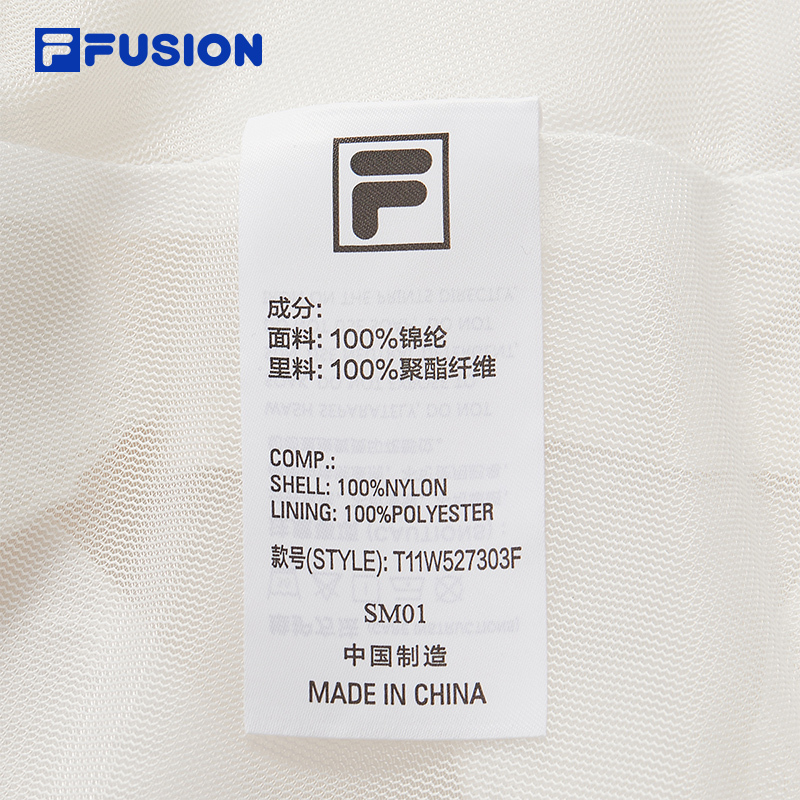 FUSION
F
成分:
面料: 100%锦纶
里料: 100%聚酯纤维
COMP.:
SHELL: 100%NYLON
LINING: 100%POLYESTER
款号(STYLE): T11W527303F
SM01
中国制造
MADE IN CHINA